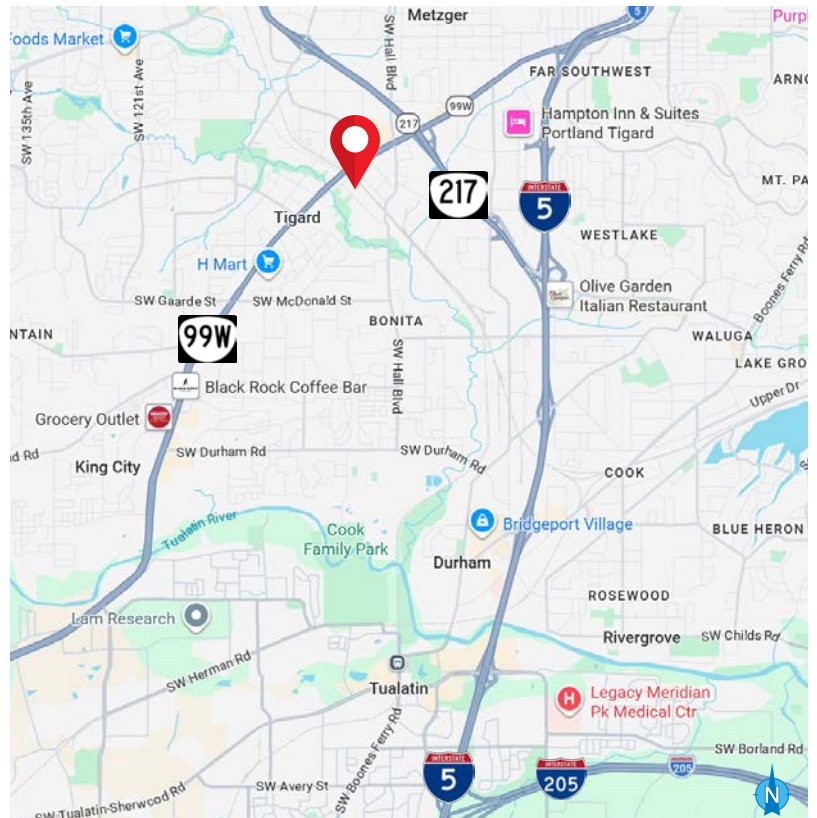 Metzger
5
Purpl
Foods Market
SW Hall Blvd
FAR SOUTHWEST
ARNO
SW 135th Ave
SW 121st Ave
99W
217
Hampton Inn & Suites
Portland Tigard
217
INTERSTATE
5
MT. PA
Tigard
WESTLAKE
H Mart
Olive Garden
Italian Restaurant
Boones Ferry Rd
SW Gaarde St
SW McDonald St
NTAIN
99W
BONITA
WALUGA
LAKE GRO
SW Hall Blvd
Black Rock Coffee Bar
Upper Dr
Grocery Outlet
d Rd
SW Durham Rd
SW Durham Rd
King City
COOK
Tualatin River
Cook
Family Park
Bridgeport Village
BLUE HERON
Durham
ROSEWOOD
Lam Research
Rivergrove
SW Childs Rd
SW Herman Rd
Tualatin
H
Legacy Meridian
Pk Medical Ctr
SW Boones Ferry Rd
SW Borland Rd
INTERSTATE
5
INTERSTATE
205
205
SW Avery St
SW Tualatin-Sherwood Rd
N